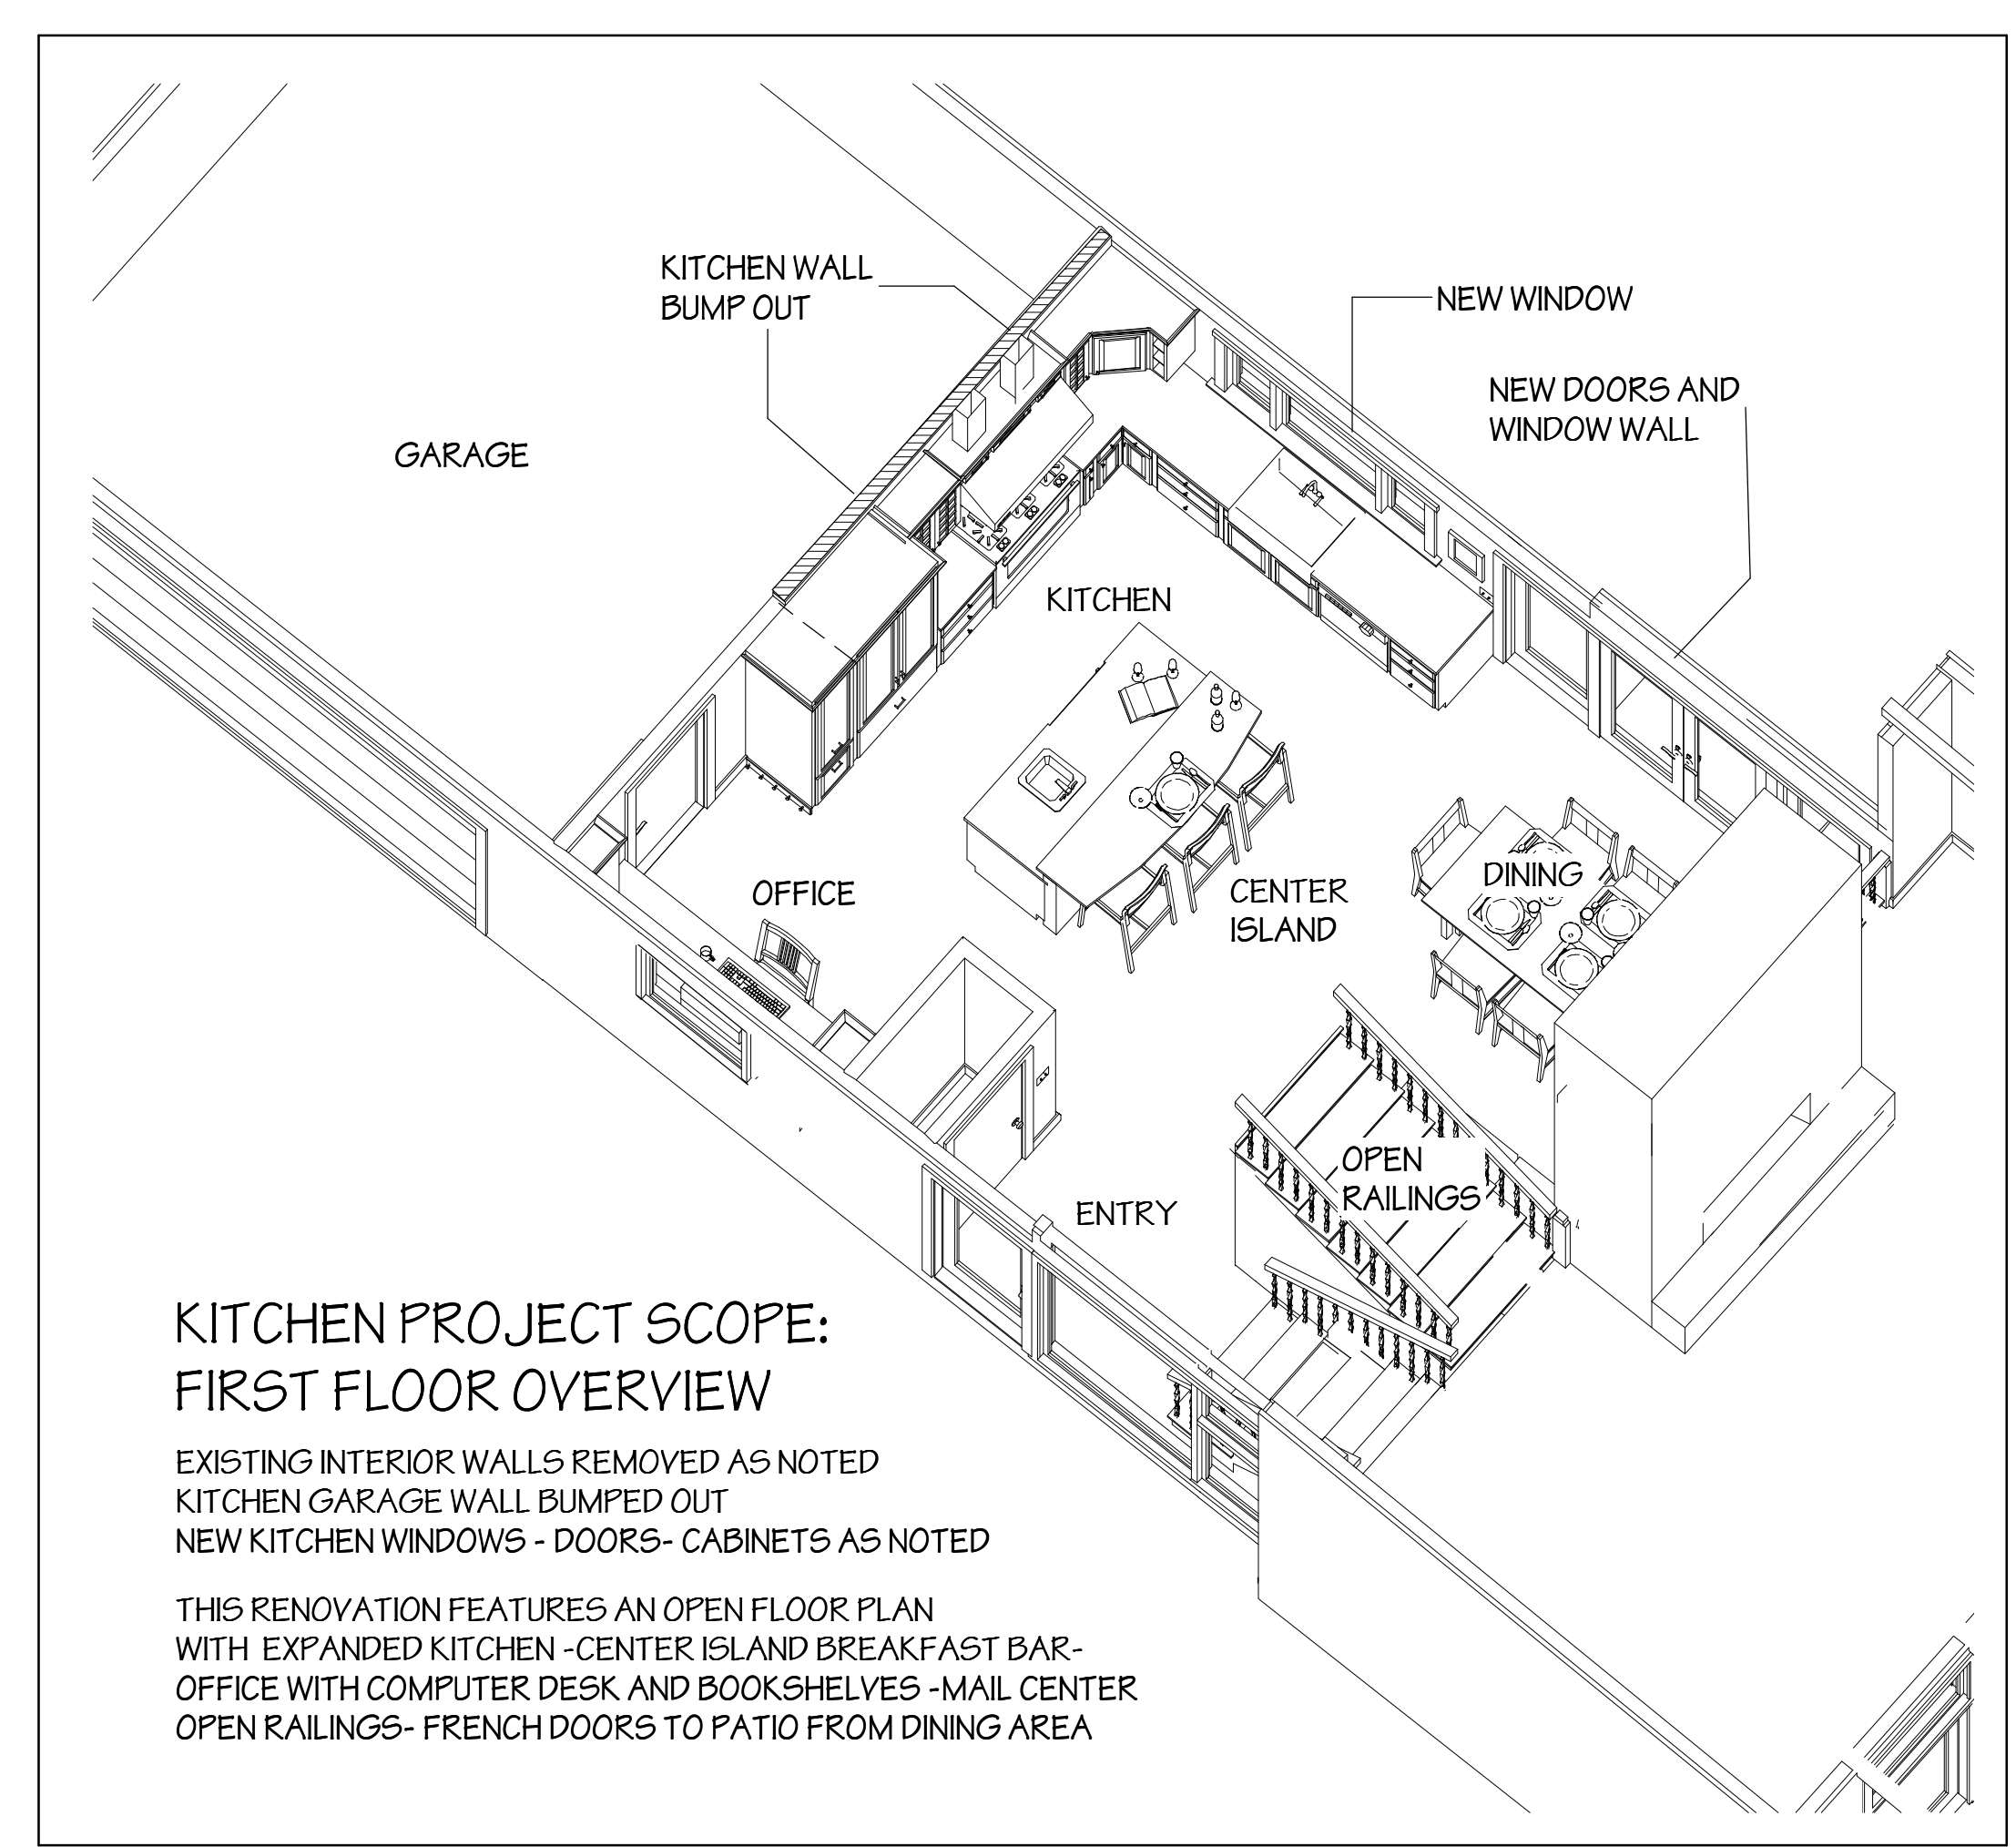 KITCHEN WALL
BUMP OUT
NEW WINDOW
NEW DOORS AND
WINDOW WALL
GARAGE
KITCHEN
DINING
OFFICE
CENTER
ISLAND
OPEN
RAILINGS
ENTRY
KITCHEN PROJECT SCOPE:
FIRST FLOOR OVERVIEW
EXISTING INTERIOR WALLS REMOVED AS NOTED
KITCHEN GARAGE WALL BUMPED OUT
NEW KITCHEN WINDOWS - DOORS- CABINETS AS NOTED
THIS RENOVATION FEATURES AN OPEN FLOOR PLAN
WITH EXPANDED KITCHEN -CENTER ISLAND BREAKFAST BAR-
OFFICE WITH COMPUTER DESK AND BOOKSHELVES -MAIL CENTER
OPEN RAILINGS- FRENCH DOORS TO PATIO FROM DINING AREA